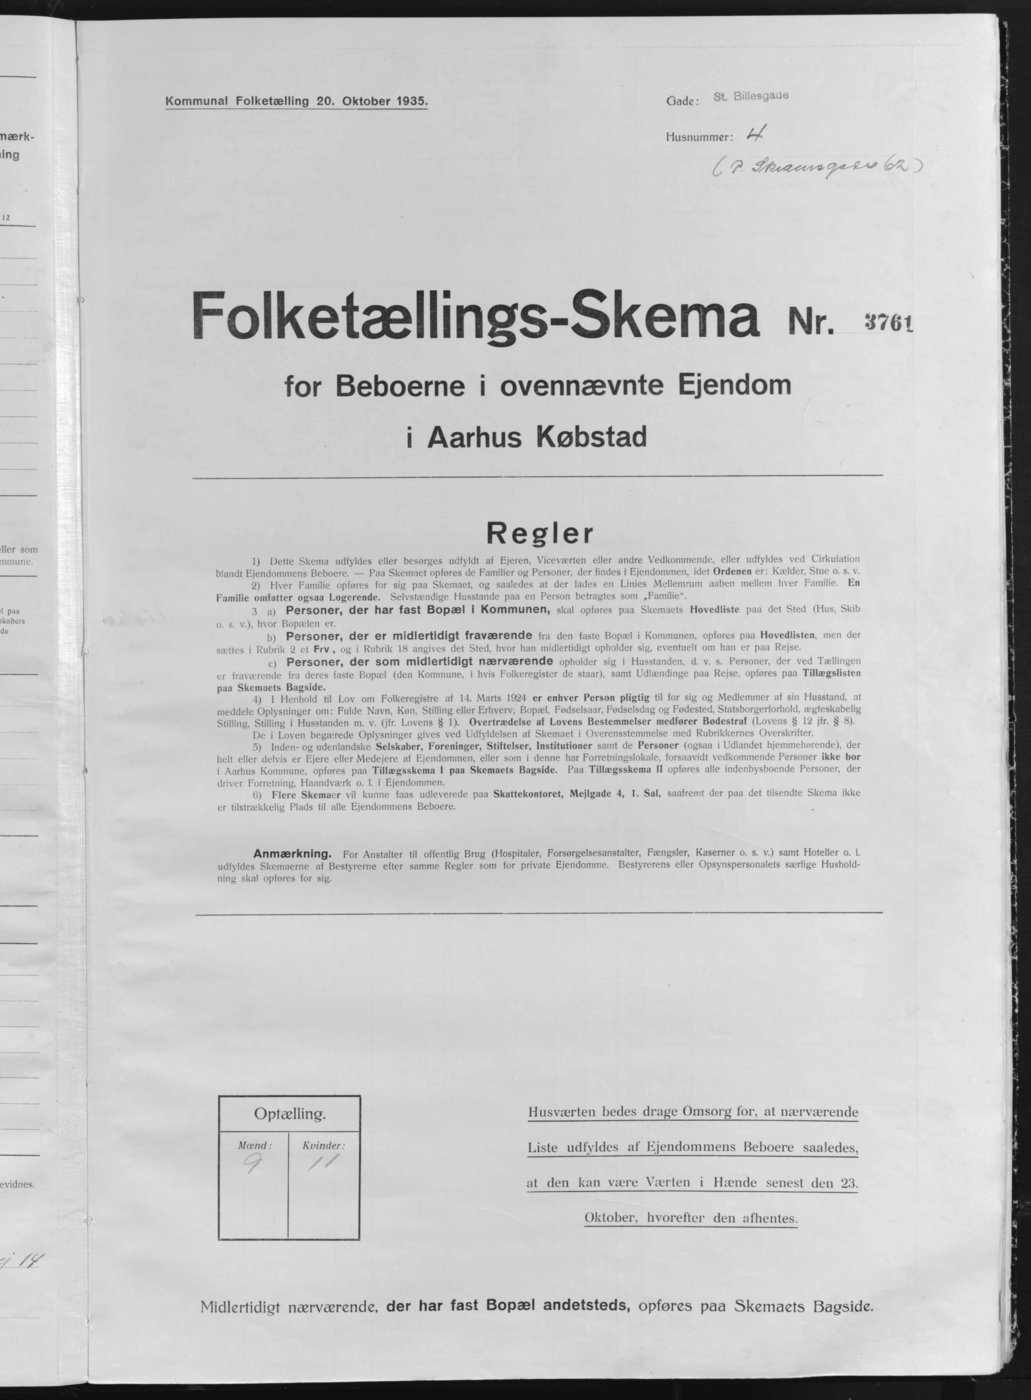 Kommunal Folketælling 20. Oktober 1935.
Gade: St. Billesgade
Husnummer: 4
(P. Skramsgade 62)
Folketællings-Skema Nr. 3761
for Beboerne i ovennævnte Ejendom
i Aarhus Købstad
Regler
1) Dette Skema udfyldes eller besørges udfyldt af Ejeren, Viceværten eller andre Vedkommende, eller udfyldes ved Cirkulation
blandt Ejendommens Beboere. — Paa Skemaet opføres de Familier og Personer, der findes i Ejendommen, idet Ordenen er: Kælder, Stue o. s. v.
2) Hver Familie opføres for sig paa Skemaet, og saaledes at der lades en Linies Mellemrum aaben mellem hver Familie. En
Familie omfatter ogsaa Logerende. Selvstændige Husstande paa en Person betragtes som „Familie".
3 a) Personer, der har fast Bopæl i Kommunen, skal opføres paa Skemaets Hovedliste paa det Sted (Hus, Skib
o. s. v.), hvor Bopælen er.
b) Personer, der er midlertidigt fraværende fra den faste Bopæl i Kommunen, opføres paa Hovedlisten, men der
sættes i Rubrik 2 et Frv., og i Rubrik 18 angives det Sted, hvor han midlertidigt opholder sig, eventuelt om han er paa Rejse.
c) Personer, der som midlertidigt nærværende opholder sig i Husstanden, d. v. s. Personer, der ved Tællingen
er fraværende fra deres faste Bopæl (den Kommune, i hvis Folkeregister de staar), samt Udlændinge paa Rejse, opføres paa Tillægslisten
paa Skemaets Bagside.
4) I Henhold til Lov om Folkeregistre af 14. Marts 1924 er enhver Person pligtig til for sig og Medlemmer af sin Husstand, at
meddele Oplysninger om: Fulde Navn, Køn, Stilling eller Erhverv, Bopæl, Fødselsaar, Fødselsdag og Fødested, Statsborgerforhold, ægteskabelig
Stilling, Stilling i Husstanden m. v. (jfr. Lovens § 1). Overtrædelse af Lovens Bestemmelser medfører Bødestraf (Lovens § 12 jfr. § 8).
De i Loven begærede Oplysninger gives ved Udfyldelsen af Skemaet i Overensstemmelse med Rubrikkernes Overskrifter.
5) Inden- og udenlandske Selskaber, Foreninger, Stiftelser, Institutioner samt de Personer (ogsaa i Udlandet hjemmehørende), der
helt eller delvis er Ejere eller Medejere af Ejendommen, eller som i denne har Forretningslokale, forsaavidt vedkommende Personer ikke bor
i Aarhus Kommune, opføres paa Tillægsskema I paa Skemaets Bagside. Paa Tillægsskema II opføres alle indenbysboende Personer, der
driver Forretning, Haandværk o. l. i Ejendommen.
6) Flere Skemaer vil kunne faas udleverede paa Skattekontoret, Mejlgade 4, 1. Sal, saafremt der paa det tilsendte Skema ikke
er tilstrækkelig Plads til alle Ejendommens Beboere.
Anmærkning. For Anstalter til offentlig Brug (Hospitaler, Forsørgelsesanstalter, Fængsler, Kaserner o. s. v.) samt Hoteller o. l.
udfyldes Skemaerne af Bestyrerne efter samme Regler som for private Ejendomme. Bestyrerens eller Opsynspersonalets særlige Hushold-
ning skal opføres for sig.
Optælling.
Mænd: Kvinder:
9 11
Husværten bedes drage Omsorg for, at nærværende
Liste udfyldes af Ejendommens Beboere saaledes,
at den kan være Værten i Hænde senest den 23.
Oktober, hvorefter den afhentes.
Midlertidigt nærværende, der har fast Bopæl andetsteds, opføres paa Skemaets Bagside.